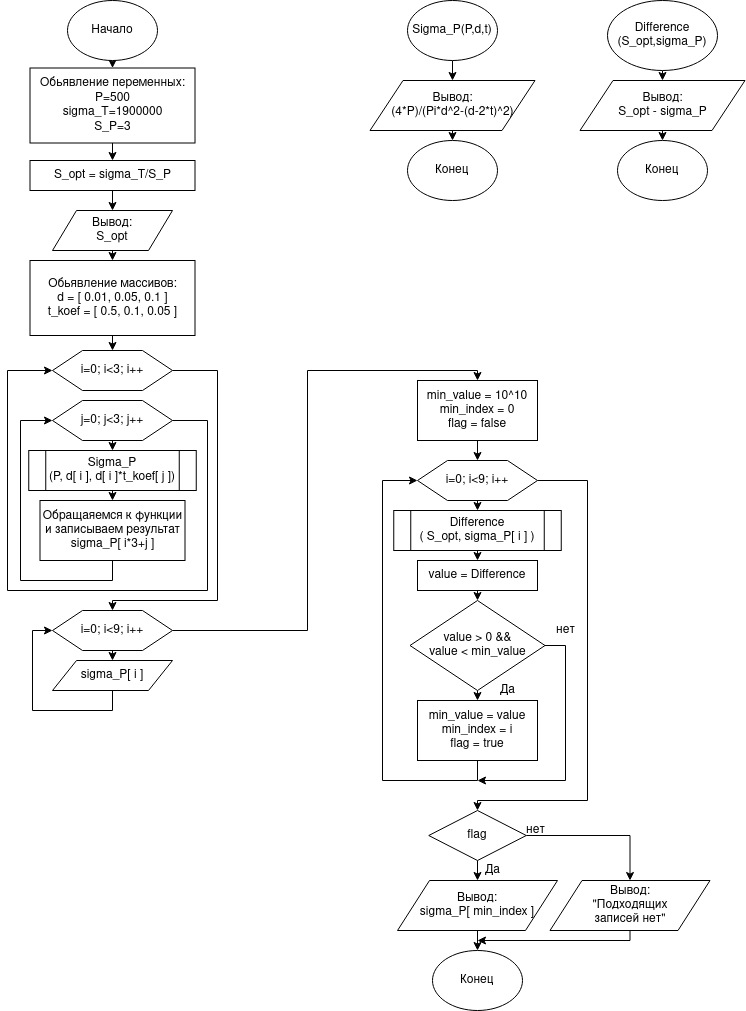 Начало
Обьявление переменных:
P=500
sigma_T=1900000
S_P=3
S_opt = sigma_T/S_P
Вывод:
S_opt
Обьявление массивов:
d = [ 0.01, 0.05, 0.1 ]
t_koef = [ 0.5, 0.1, 0.05 ]
i=0; i<3; i++
j=0; j<3; j++
Sigma_P
(P, d[ i ], d[ i ]*t_koef[ j ])
Обращаяемся к функции
и записываем результат
sigma_P[ i*3+j ]
i=0; i<9; i++
sigma_P[ i ]
Sigma_P(P,d,t)
Вывод:
(4*P)/(Pi*d^2-(d-2*t)^2)
Конец
Difference
(S_opt,sigma_P)
Вывод:
S_opt - sigma_P
Конец
min_value = 10^10
min_index = 0
flag = false
i=0; i<9; i++
Difference
( S_opt, sigma_P[ i ] )
value = Difference
value > 0 &&
value < min_value
нет
Да
min_value = value
min_index = i
flag = true
flag
нет
Да
Вывод:
sigma_P[ min_index ]
Вывод:
"Подходящих
записей нет"
Конец